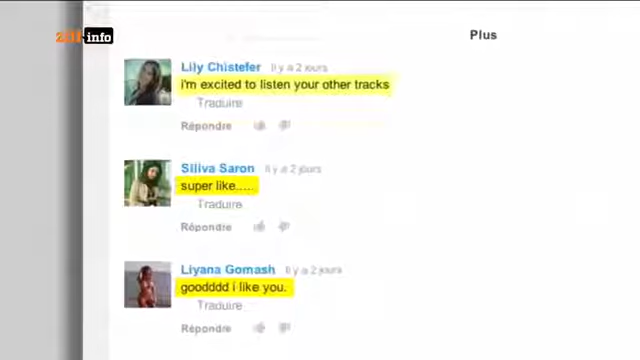 zdf info
Plus
Lily Chistefer Il y a 2 jours
i'm excited to listen your other tracks
Traduire
Répondre
Siliva Saron Il y a 2 jours
super like.....
Traduire
Répondre
Liyana Gomash Il y a 2 jours
goodddd i like you.
Traduire
Répondre